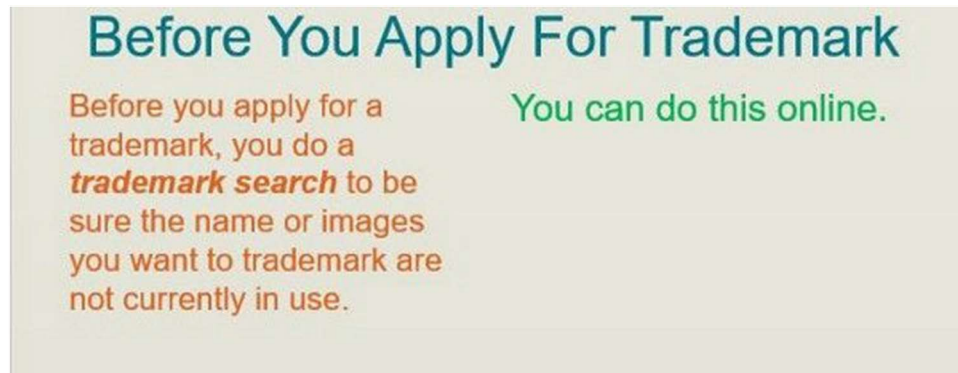 Before You Apply For Trademark
Before you apply for a
trademark, you do a
trademark search to be
sure the name or images
you want to trademark are
not currently in use.
You can do this online.